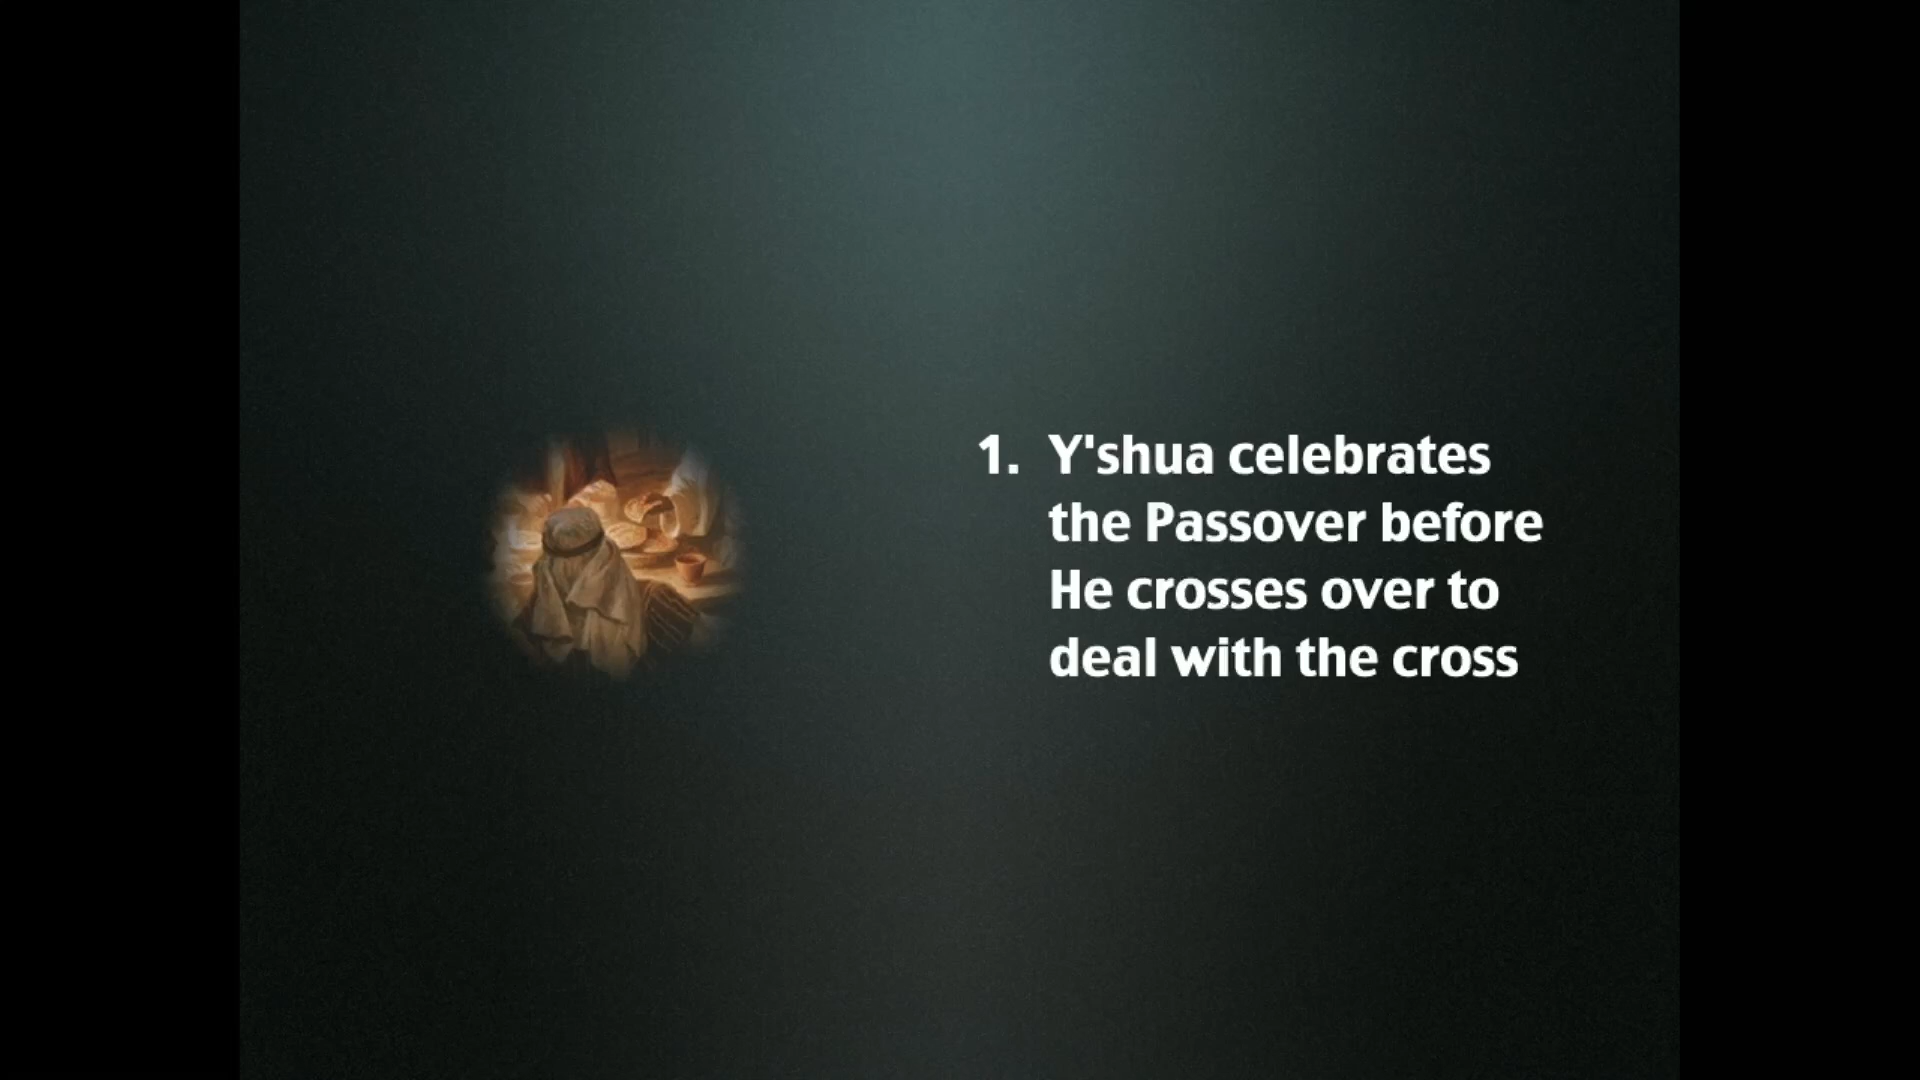 1. Y'shua celebrates
the Passover before
He crosses over to
deal with the cross